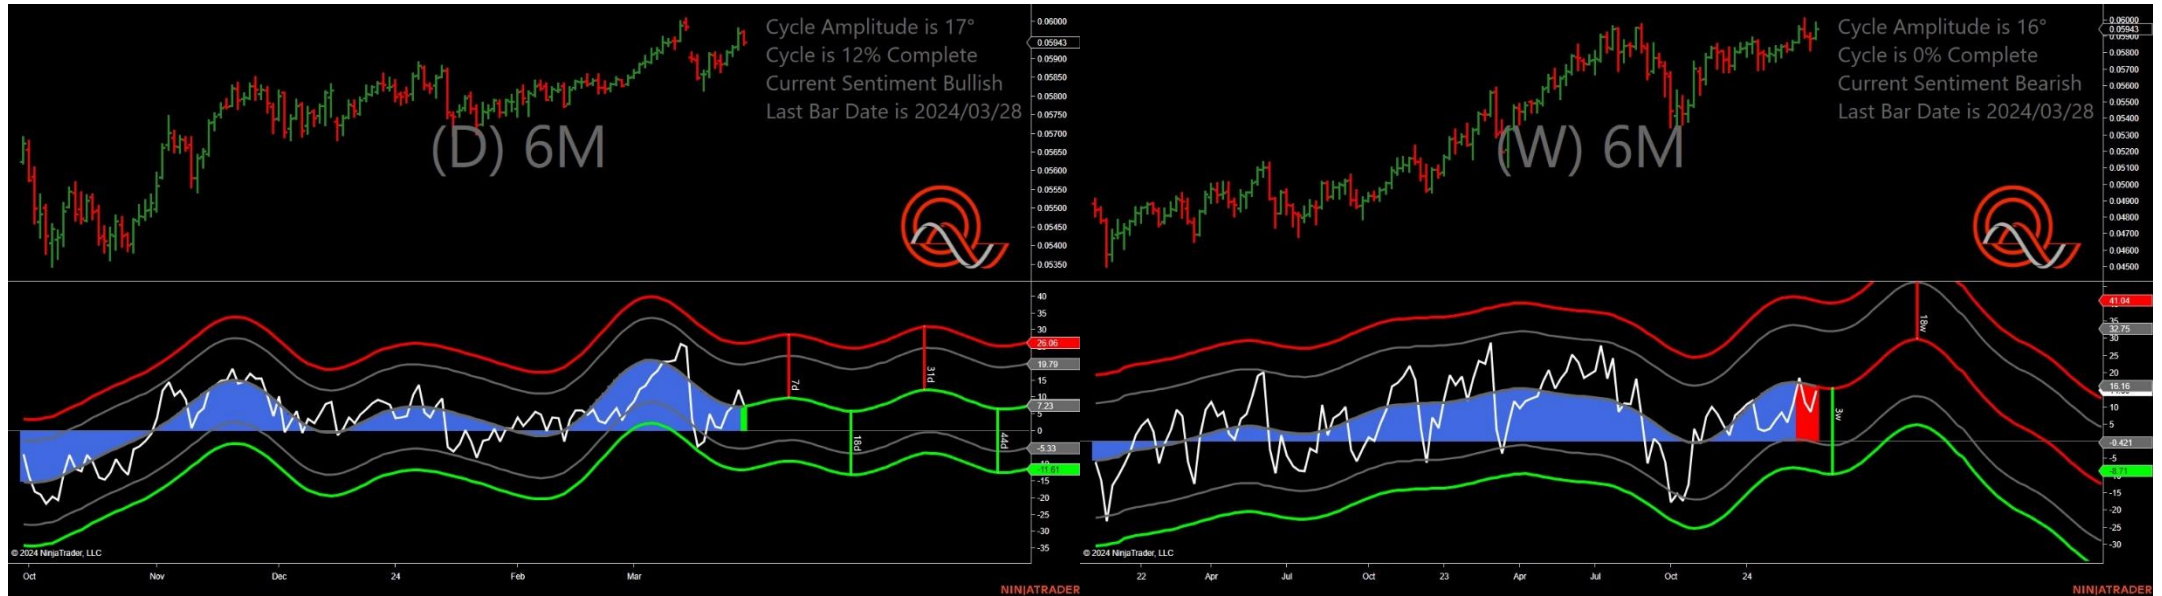 Cycle Amplitude is 17°
Cycle is 12% Complete
Current Sentiment Bullish
Last Bar Date is 2024/03/28
(D) 6M
0.06000
0.05943
0.05900
0.05850
0.05800
0.05750
0.05700
0.05650
0.05600
0.05550
0.05500
0.05450
0.05400
0.05350
40
35
30
26.06
19.79
15
10
7.23
5
0
-5.33
-11.61
-15
-20
-25
-30
-35
7d
18d
31d
44d
© 2024 NinjaTrader, LLC
Oct
Nov
Dec
24
Feb
Mar
NINJATRADER
Cycle Amplitude is 16°
Cycle is 0% Complete
Current Sentiment Bearish
Last Bar Date is 2024/03/28
(W) 6M
0.06000
0.05943
0.05900
0.05800
0.05700
0.05600
0.05500
0.05400
0.05300
0.05200
0.05100
0.05000
0.04900
0.04800
0.04700
0.04600
0.04500
41.04
35
32.75
30
25
20
16.16
10
5
-0.421
-5
-8.71
-15
-20
-25
-30
18w
3w
© 2024 NinjaTrader, LLC
22
Apr
Jul
Oct
23
Apr
Jul
Oct
24
NINJATRADER